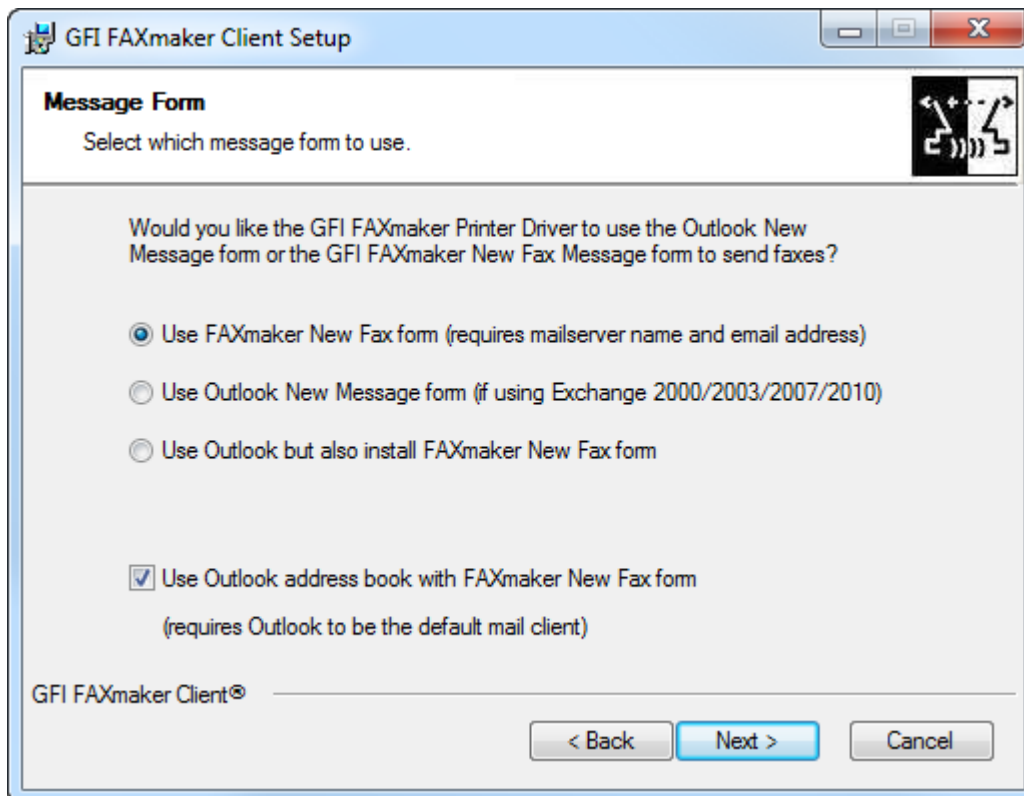 GFI FAXmaker Client Setup
Message Form
Select which message form to use.
Would you like the GFI FAXmaker Printer Driver to use the Outlook New
Message form or the GFI FAXmaker New Fax Message form to send faxes?
Use FAXmaker New Fax form (requires mailserver name and email address)
Use Outlook New Message form (if using Exchange 2000/2003/2007/2010)
Use Outlook but also install FAXmaker New Fax form
Use Outlook address book with FAXmaker New Fax form
(requires Outlook to be the default mail client)
GFI FAXmaker Client®
< Back
Next >
Cancel